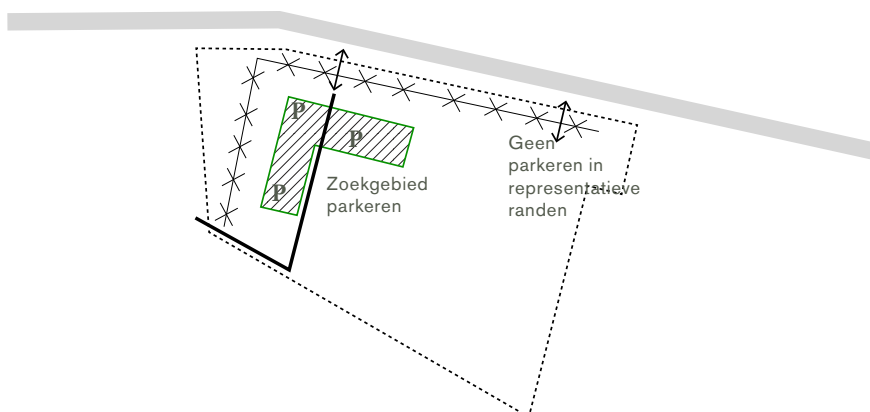 P
P
P
Zoekgebied
parkeren
Geen
parkeren in
representatieve
randen